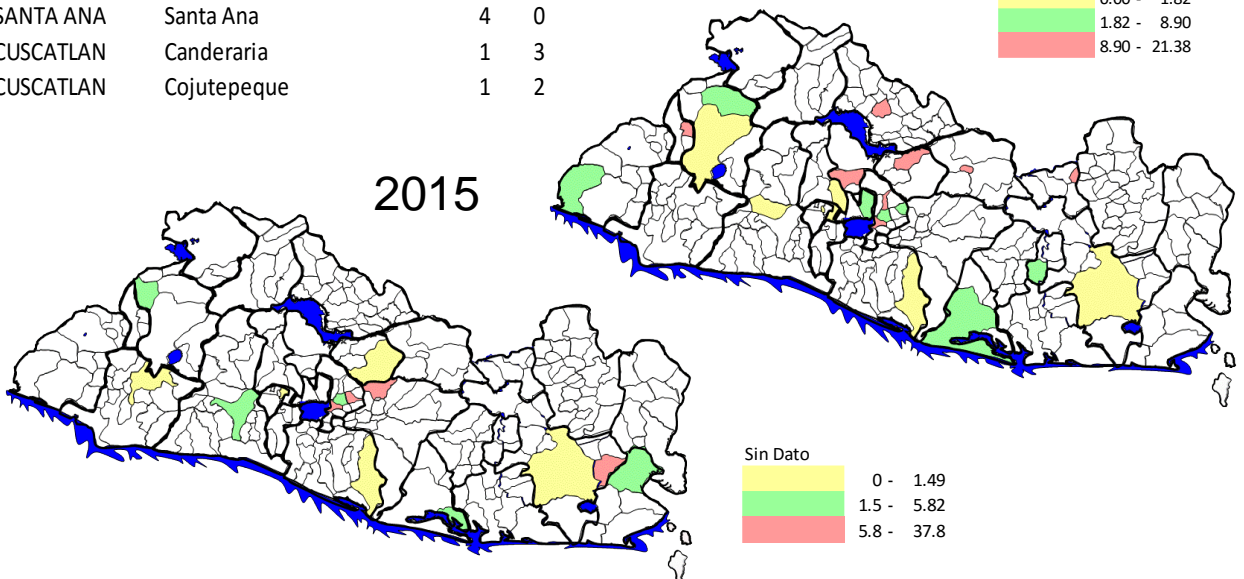 SANTA ANA Santa Ana 4 0
CUSCATLAN Canderaria 1 3
CUSCATLAN Cojutepeque 1 2
1.82 - 8.90
8.90 - 21.38
2015
Sin Dato
0 - 1.49
1.5 - 5.82
5.8 - 37.8